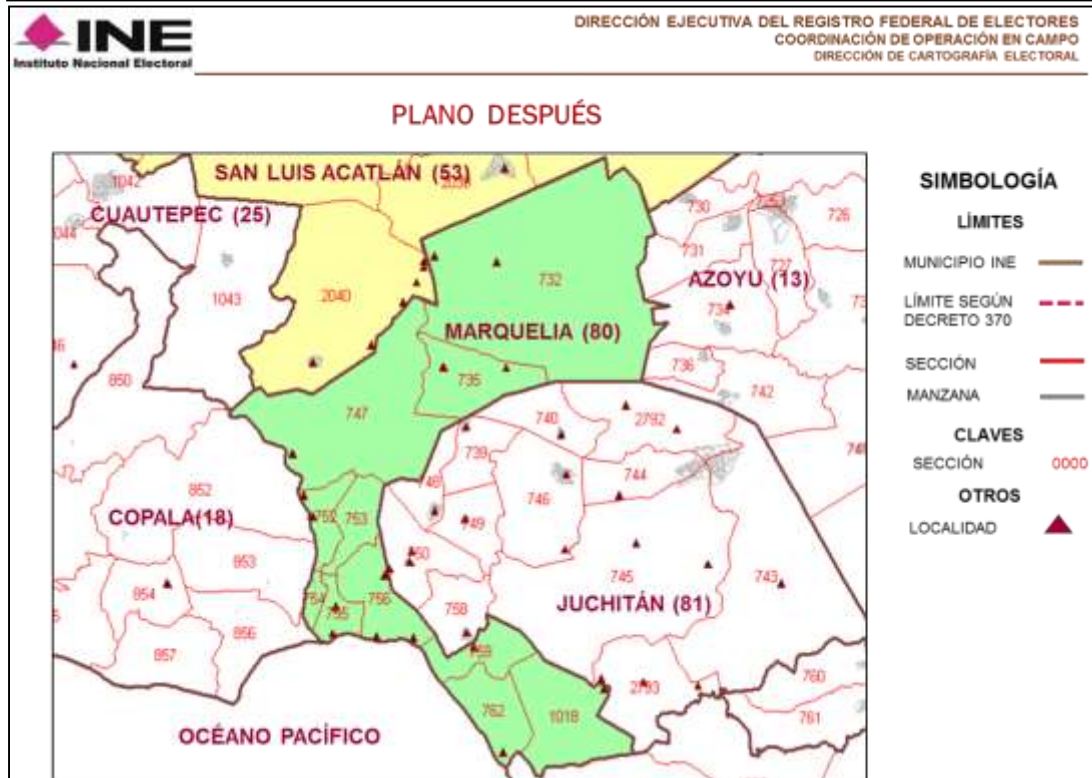 INE
Instituto Nacional Electoral
DIRECCIÓN EJECUTIVA DEL REGISTRO FEDERAL DE ELECTORES
COORDINACIÓN DE OPERACIÓN EN CAMPO
DIRECCIÓN DE CARTOGRAFÍA ELECTORAL
PLANO DESPUÉS
SAN LUIS ACATLÁN (53)
1042
CUAUTEPEC (25)
730
726
731
727
1043
2040
732
AZOYU (13)
734
MARQUELIA (80)
850
735
736
742
747
740
2792
739
744
746
852
COPALA(18)
752
753
749
853
745
743
854
JUCHITÁN (81)
756
758
856
755
857
759
760
2793
762
1018
761
OCÉANO PACÍFICO
SIMBOLOGÍA
LÍMITES
MUNICIPIO INE
LÍMITE SEGÚN
DECRETO 370
SECCIÓN
MANZANA
CLAVES
SECCIÓN 0000
OTROS
LOCALIDAD